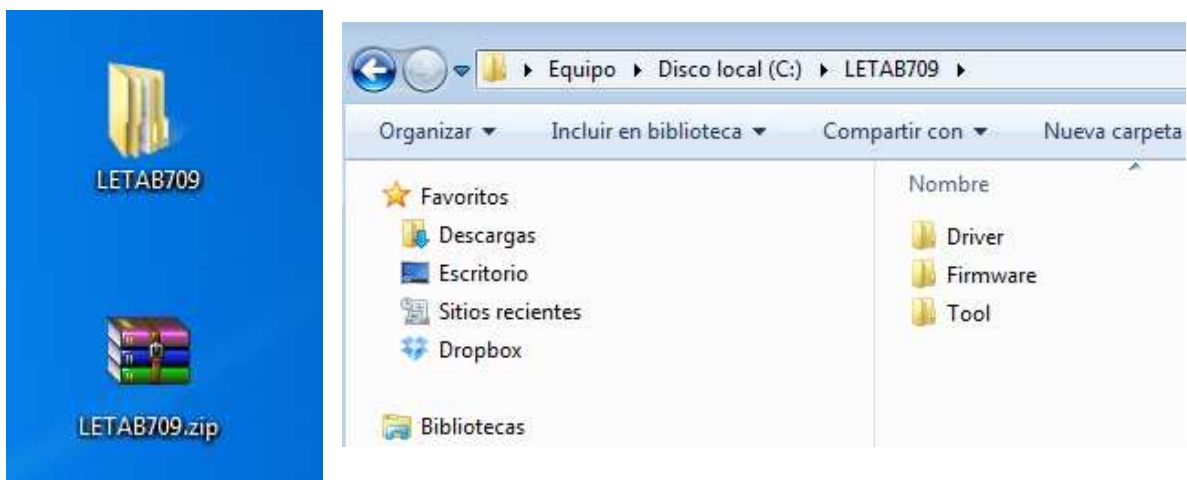 LETAB709
LETAB709.zip
Equipo Disco local (C:) LETAB709
Organizar Incluir en biblioteca Compartir con Nueva carpeta
Favoritos
Descargas
Escritorio
Sitios recientes
Dropbox
Bibliotecas
Nombre
Driver
Firmware
Tool